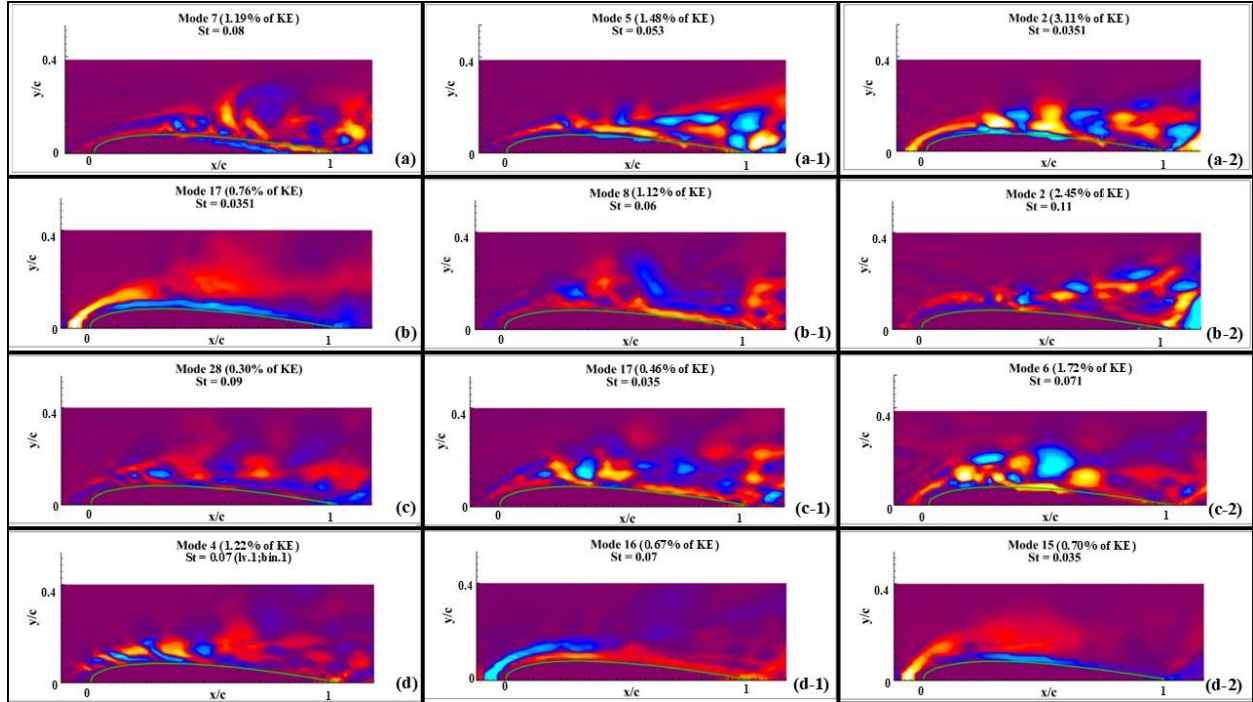 Mode 7 (1.19% of KE)
St = 0.08
0.4
y/c
0
0
x/c
1
(a)
Mode 5 (1.48% of KE)
St = 0.053
0.4
y/c
0
0
x/c
1
(a-1)
Mode 2 (3.11% of KE)
St = 0.0351
0.4
y/c
0
0
x/c
1
(a-2)
Mode 17 (0.76% of KE)
St = 0.0351
0.4
y/c
0
0
x/c
1
(b)
Mode 8 (1.12% of KE)
St = 0.06
0.4
y/c
0
0
x/c
1
(b-1)
Mode 2 (2.45% of KE)
St = 0.11
0.4
y/c
0
0
x/c
1
(b-2)
Mode 28 (0.30% of KE)
St = 0.09
0.4
y/c
0
0
x/c
1
(c)
Mode 17 (0.46% of KE)
St = 0.035
0.4
y/c
0
0
x/c
1
(c-1)
Mode 6 (1.72% of KE)
St = 0.071
0.4
y/c
0
0
x/c
1
(c-2)
Mode 4 (1.22% of KE)
St = 0.07 (lv.1;bin.1)
0.4
y/c
0
0
x/c
1
(d)
Mode 16 (0.67% of KE)
St = 0.07
0.4
y/c
0
0
x/c
1
(d-1)
Mode 15 (0.70% of KE)
St = 0.035
0.4
y/c
0
0
x/c
1
(d-2)